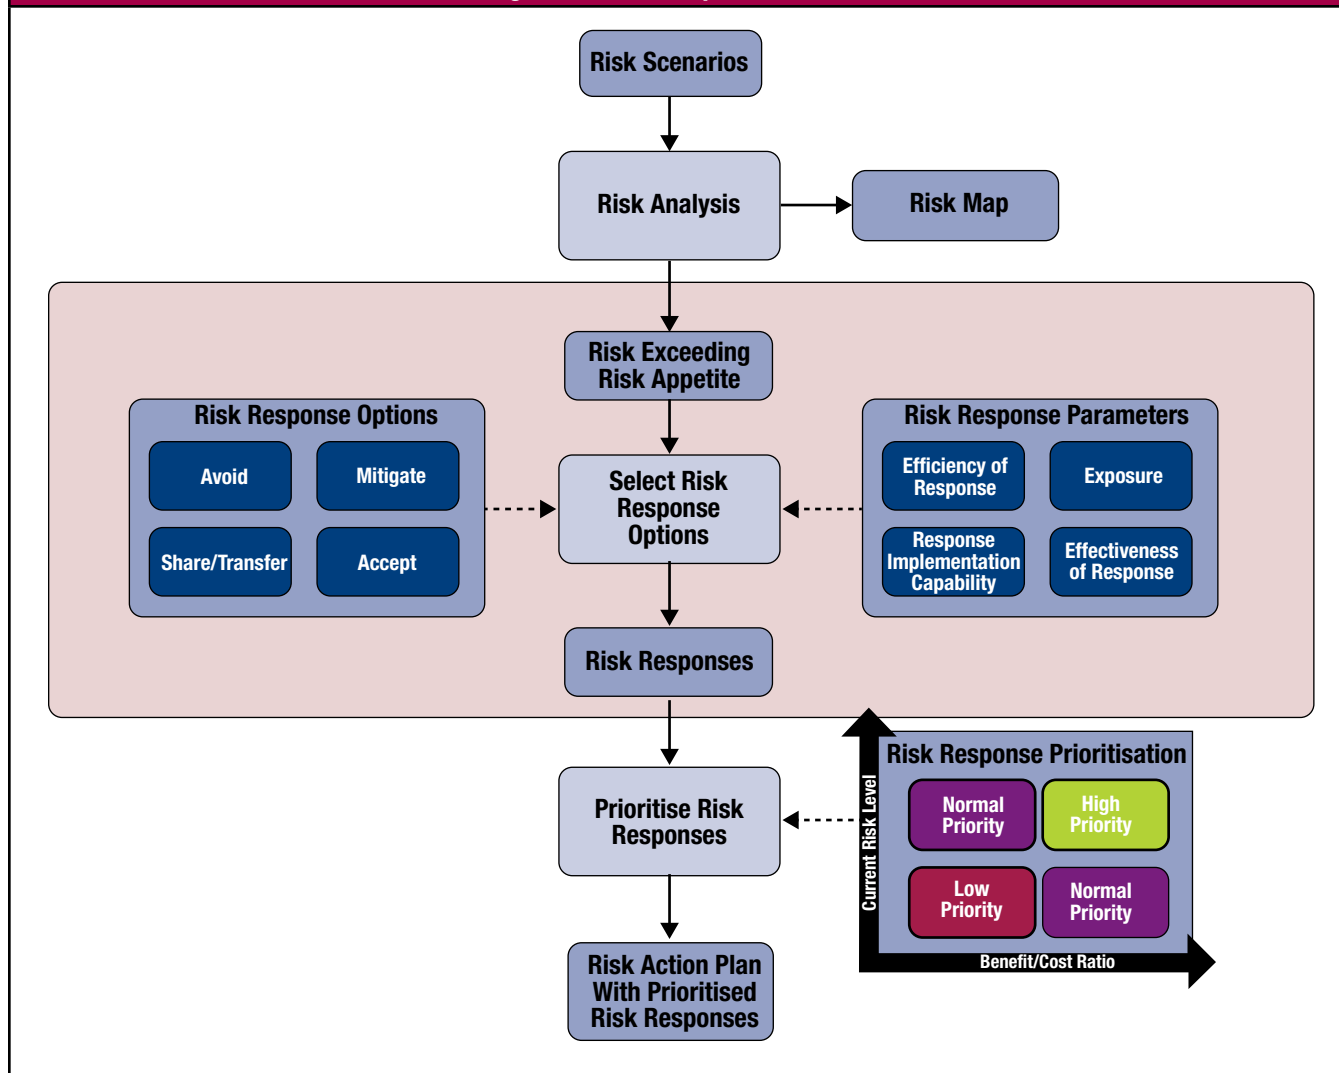 Risk Scenarios
Risk Analysis
Risk Map
Risk Exceeding
Risk Appetite
Risk Response Options
Avoid
Mitigate
Share/Transfer
Accept
Select Risk
Response
Options
Risk Response Parameters
Efficiency of
Response
Exposure
Response
Implementation
Capability
Effectiveness
of Response
Risk Responses
Prioritise Risk
Responses
Risk Response Prioritisation
Current Risk Level
Normal
Priority
High
Priority
Low
Priority
Normal
Priority
Benefit/Cost Ratio
Risk Action Plan
With Prioritised
Risk Responses